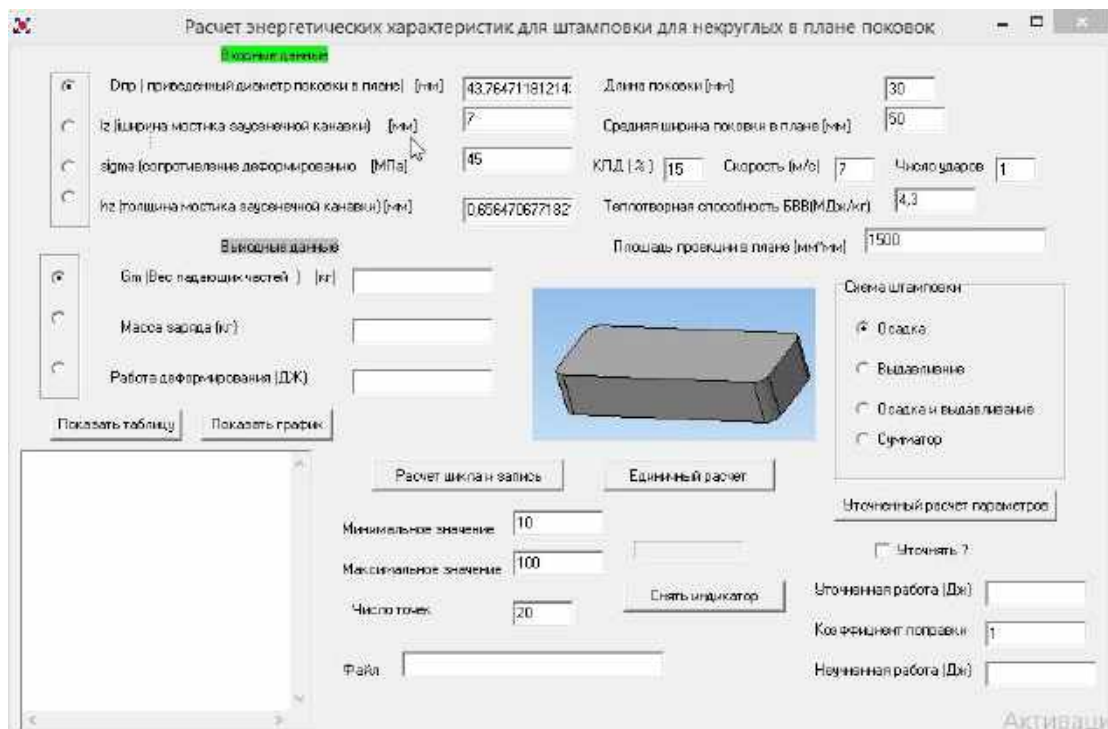 Расчет энергетических характеристик для штамповки для некруглых в плане поковок
Входные данные
Dпр ( приведенный диаметр поковки в плане) [мм] 43,76471181214
Длина поковки [мм] 30
lz (ширина мостика заусенечной канавки) [мм] 7
Средняя ширина поковки в плане [мм] 50
sigma (сопротивление деформированию [МПа] 45
КПД ( % ) 15 Скорость (м/с) 7 Число ударов 1
hz (толщина мостика заусенечной канавки) [мм] 0,656470677182
Теплотворная способность БВВ(МДж/кг) 4,3
Выходные данные
Площадь проекции в плане [мм*мм] 1500
Gm (Вес падающих частей ) [кг]
Масса заряда (кг)
Работа деформирования (ДЖ)
Схема штамповки
Осадка
Выдавливание
Осадка и выдавливание
Сумматор
Показать таблицу Показать график
Расчет цикла и запись Единичный расчет
Уточненный расчет параметров
Минимальное значение 10
Уточнять ?
Максимальное значение 100
Снять индикатор
Уточненная работа (Дж)
Число точек 20
Коэффициент поправки 1
Файл
работа (Дж)
Активаци